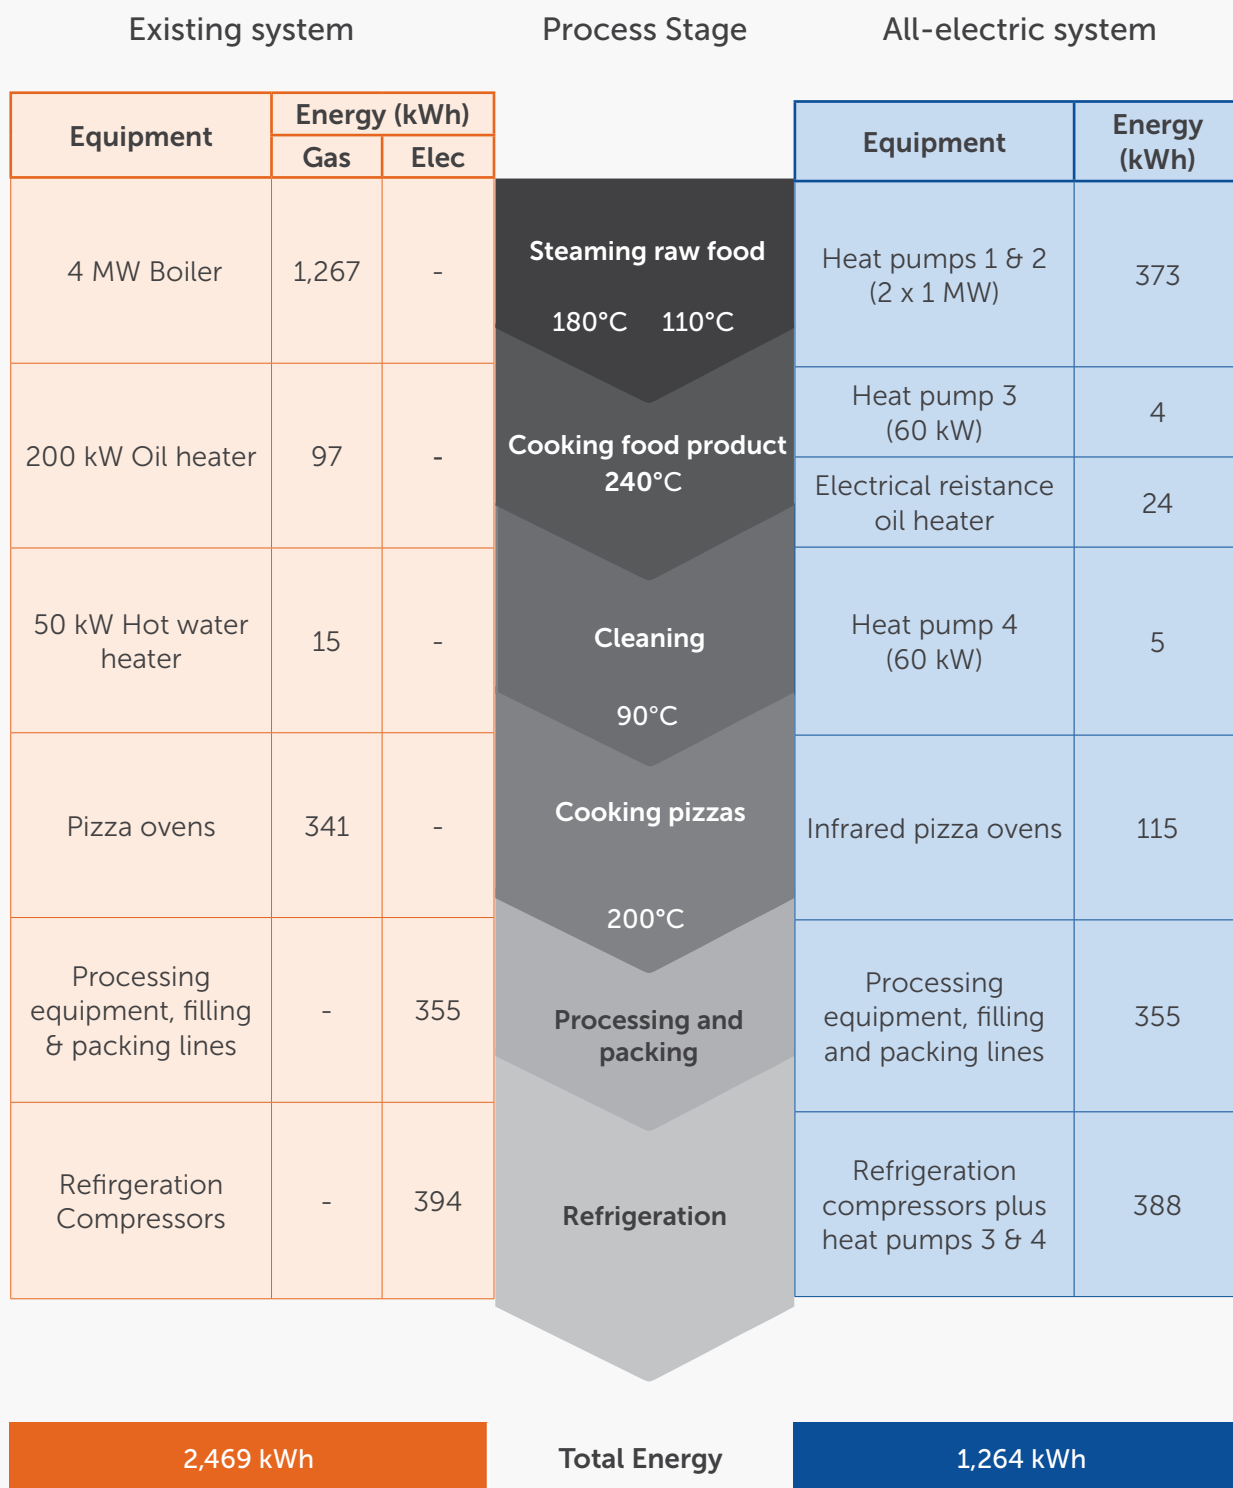 Existing system
Process Stage
All-electric system
Equipment
Energy (kWh)
Gas
Elec
Equipment
Energy
(kWh)
4 MW Boiler
1,267
-
Steaming raw food
180°C 110°C
Heat pumps 1 & 2
(2 x 1 MW)
373
200 kW Oil heater
97
-
Cooking food product
240°C
Heat pump 3
(60 kW)
4
Electrical reistance
oil heater
24
50 kW Hot water
heater
15
-
Cleaning
90°C
Heat pump 4
(60 kW)
5
Pizza ovens
341
-
Cooking pizzas
200°C
Infrared pizza ovens
115
Processing
equipment, filling
& packing lines
-
355
Processing and
packing
Processing
equipment, filling
and packing lines
355
Refirgeration
Compressors
-
394
Refrigeration
Refrigeration
compressors plus
heat pumps 3 & 4
388
2,469 kWh
Total Energy
1,264 kWh